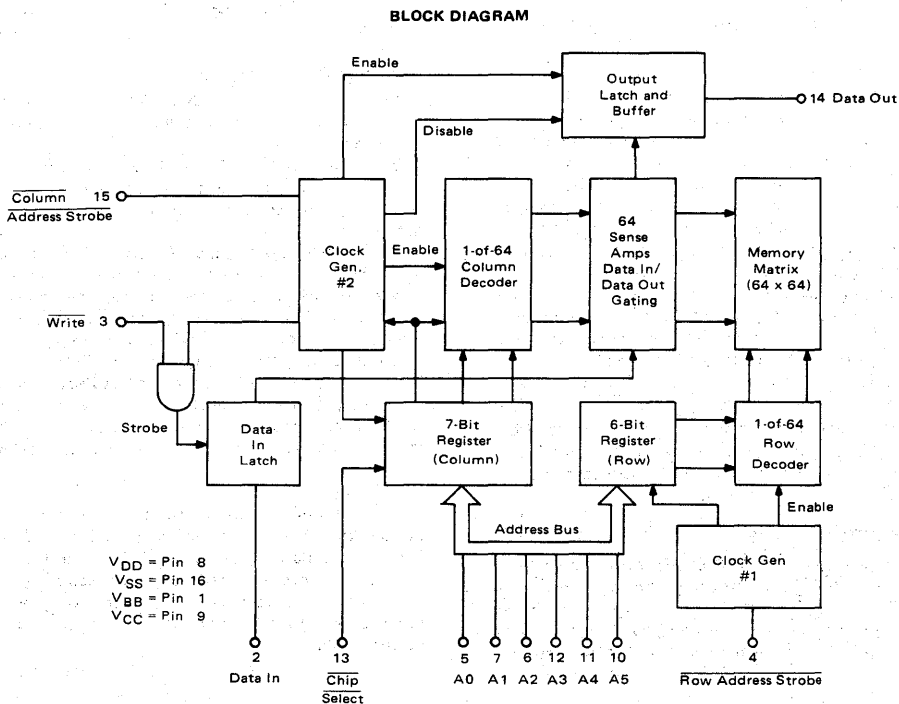 BLOCK DIAGRAM
Enable
Output
Latch and
Buffer
14 Data Out
Disable
Column 15
Address Strobe
Clock
Gen.
#2
Enable
1-of-64
Column
Decoder
64
Sense
Amps
Data In/
Data Out
Gating
Memory
Matrix
(64 x 64)
Write 3
Strobe
Data
In
Latch
7-Bit
Register
(Column)
6-Bit
Register
(Row)
1-of-64
Row
Decoder
Enable
Address Bus
Clock Gen
#1
VDD = Pin 8
VSS = Pin 16
VBB = Pin 1
VCC = Pin 9
2
Data In
13
Chip
Select
5 7 6 12 11 10
A0 A1 A2 A3 A4 A5
4
Row Address Strobe